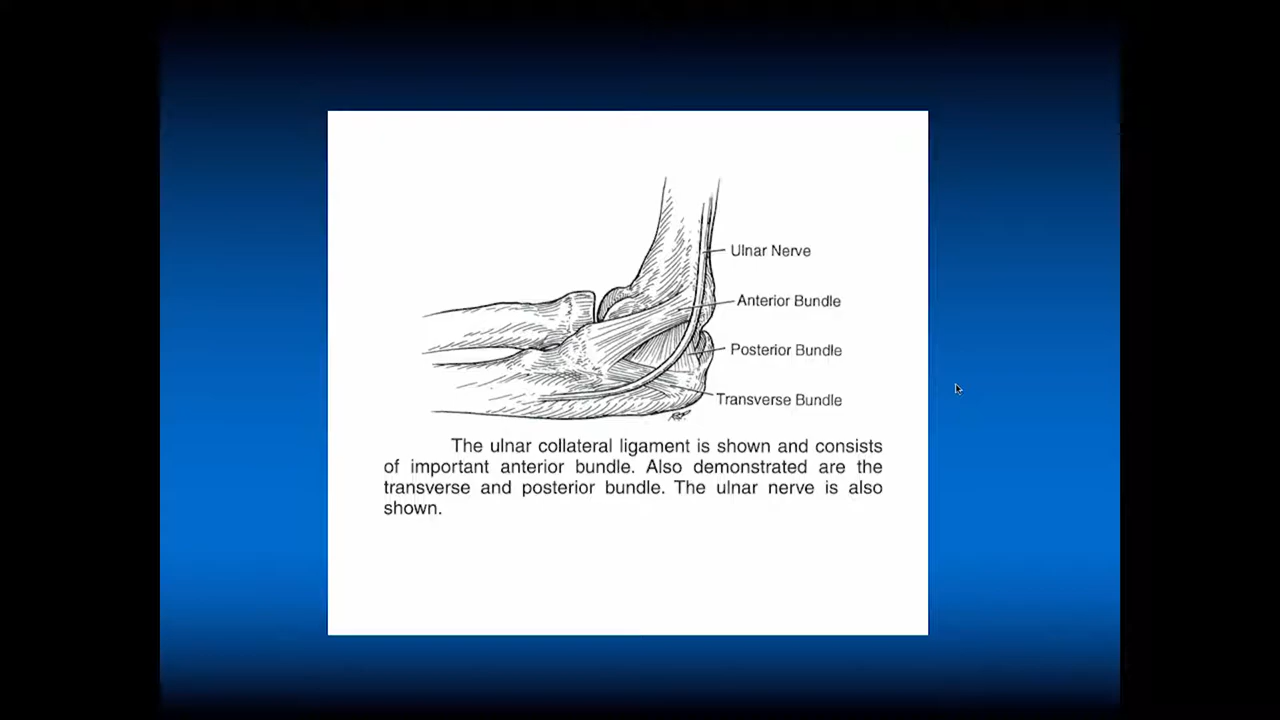 Ulnar Nerve
Anterior Bundle
Posterior Bundle
Transverse Bundle
The ulnar collateral ligament is shown and consists
of important anterior bundle. Also demonstrated are the
transverse and posterior bundle. The ulnar nerve is also
shown.